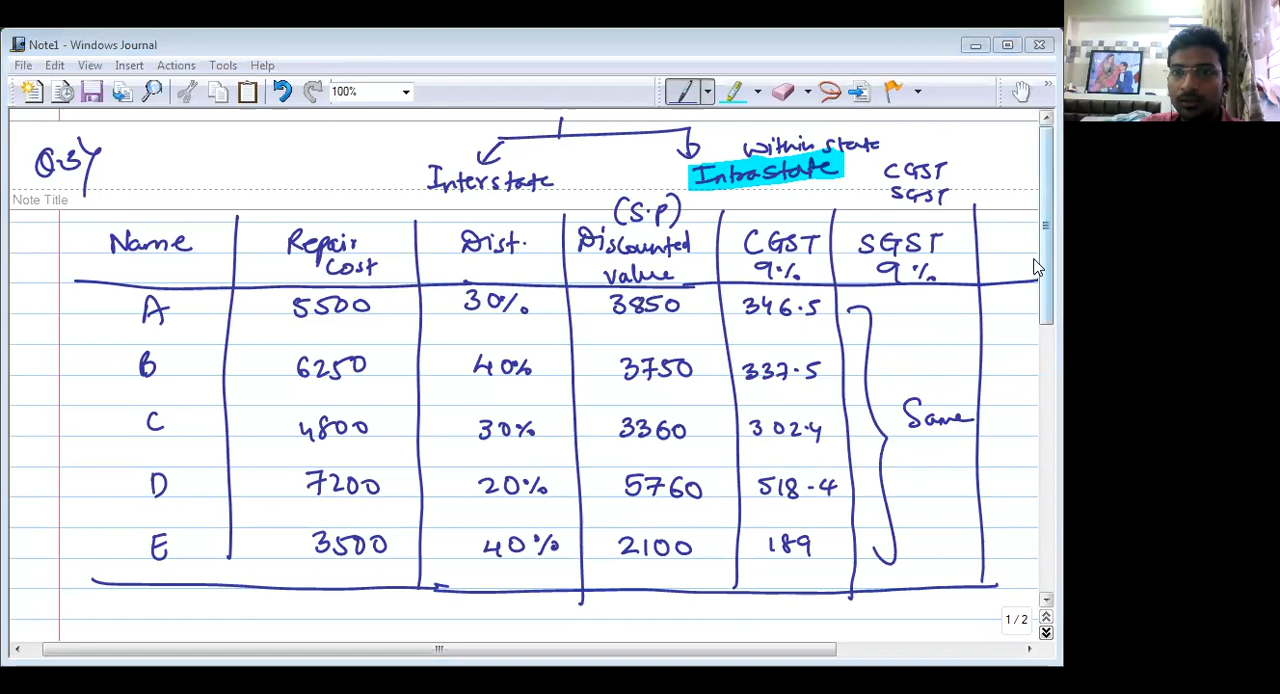 Note1 - Windows Journal
File Edit View Insert Actions Tools Help
100%
Q.3Y
Interstate
within state
Intrastate
CGST
SGST
Note Title
Name
Repair Cost
Dist.
(S.P) Discounted value
CGST 9%
SGST 9%
A 5500 30% 3850 346.5
B 6250 40% 3750 337.5
C 4800 30% 3360 302.4
Same
D 7200 20% 5760 518.4
E 3500 40% 2100 189
1 / 2